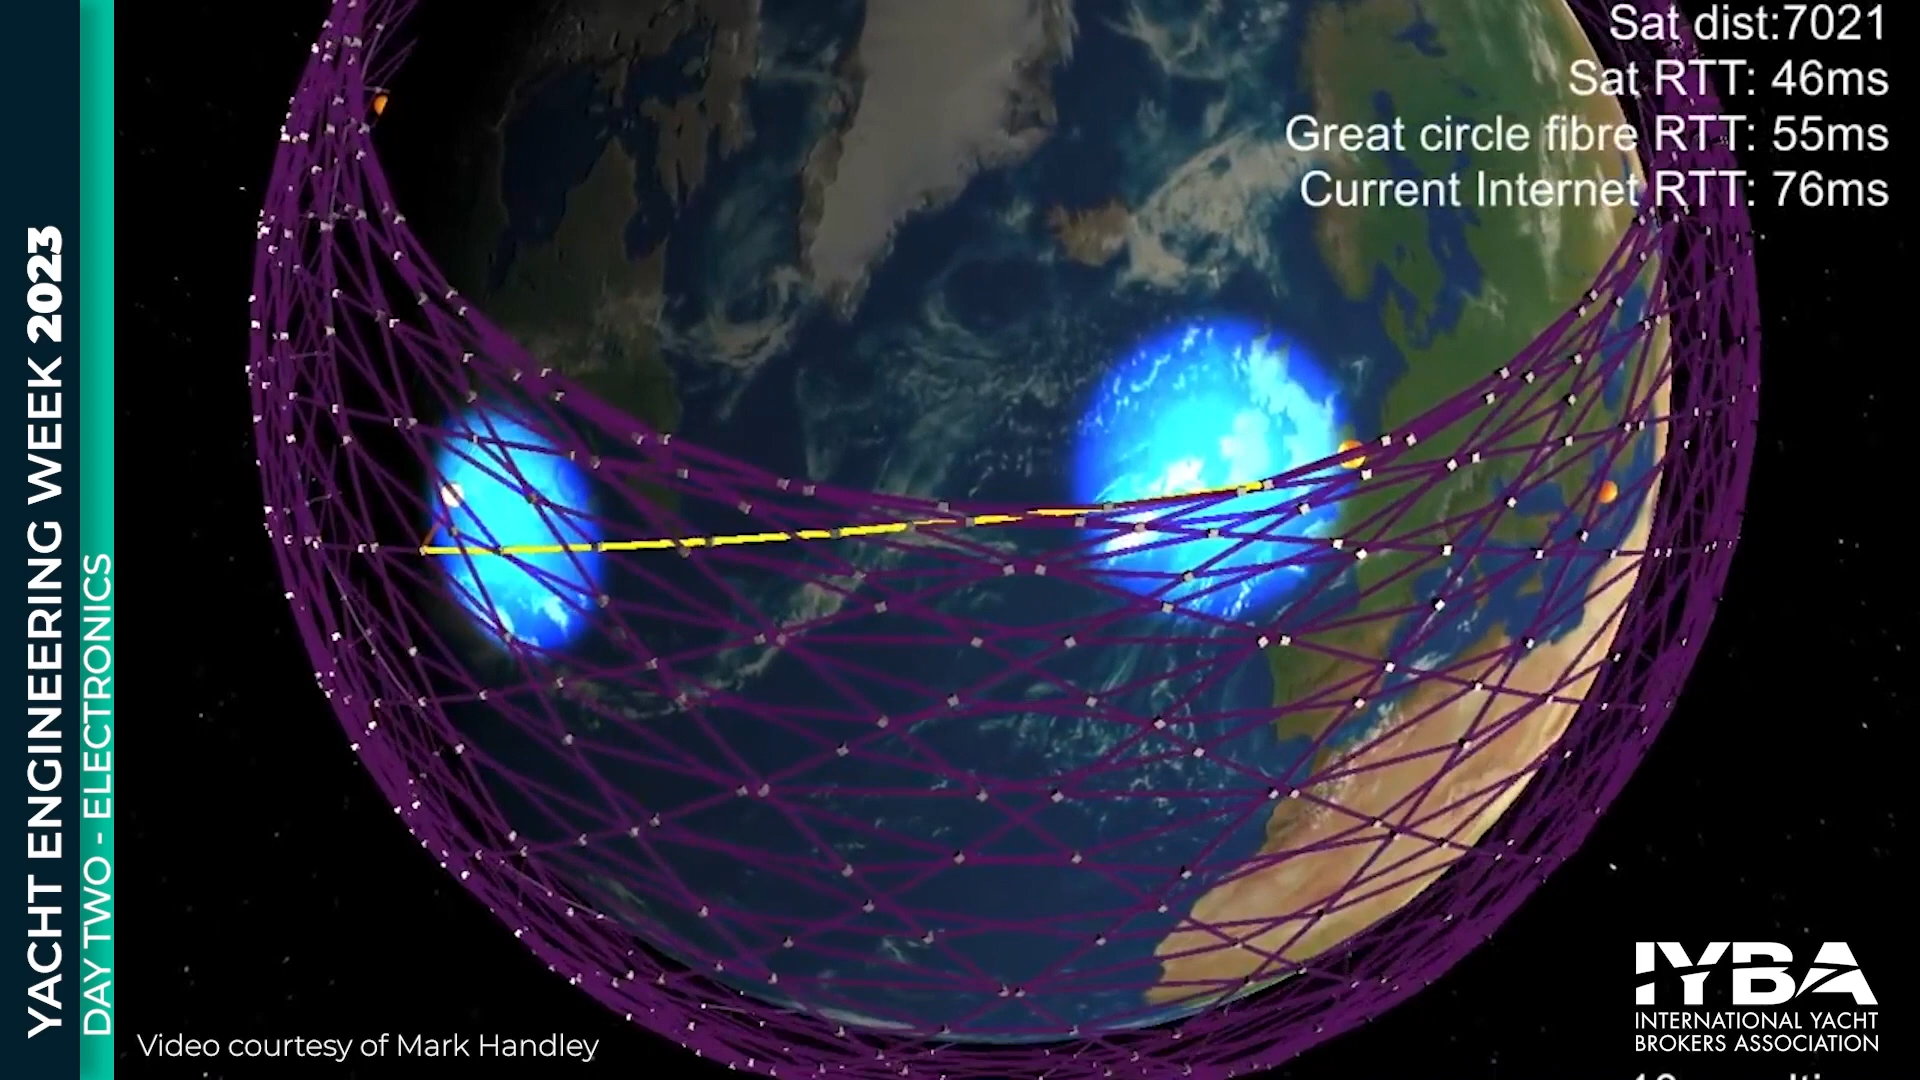 YACHT ENGINEERING WEEK 2023
DAY TWO - ELECTRONICS
Sat dist:7021
Sat RTT: 46ms
Great circle fibre RTT: 55ms
Current Internet RTT: 76ms
Video courtesy of Mark Handley
IYBA
INTERNATIONAL YACHT
BROKERS ASSOCIATION